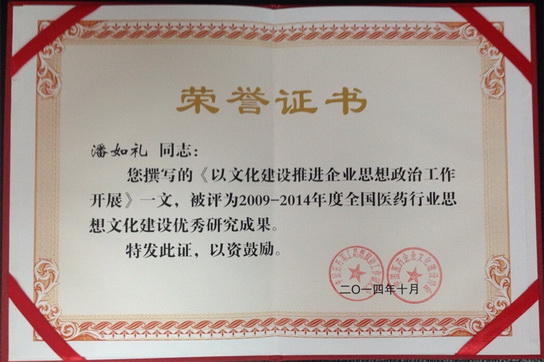 荣誉证书
潘如礼 同志：
您撰写的《以文化建设推进企业思想政治工作
开展》一文，被评为2009-2014年度全国医药行业思
想文化建设优秀研究成果。
特发此证，以资鼓励。
二〇一四年十月